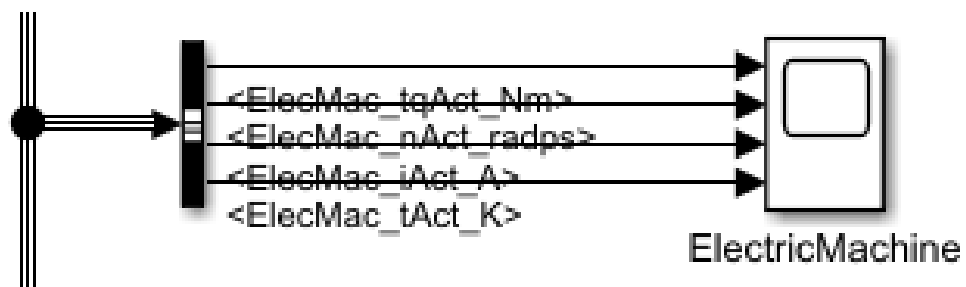 <ElecMac_tqAct_Nm>
<ElecMac_nAct_radps>
<ElecMac_iAct_A>
<ElecMac_tAct_K>
ElectricMachine